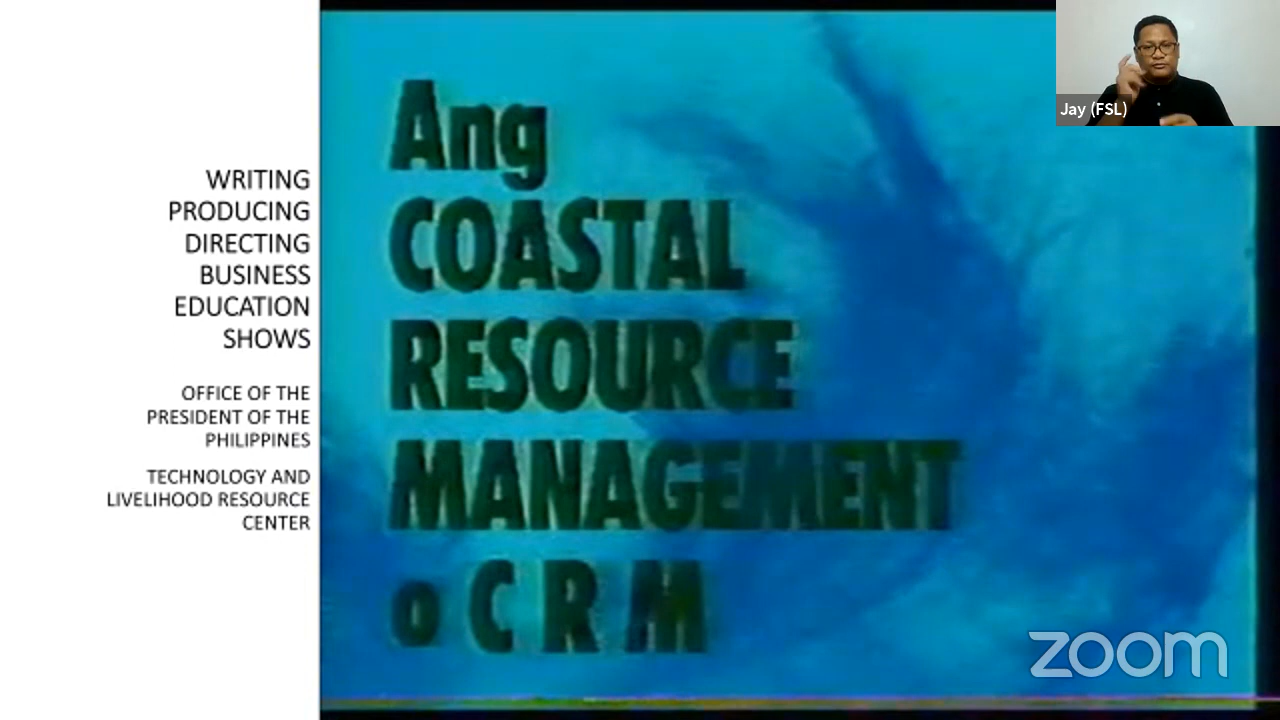 WRITING
PRODUCING
DIRECTING
BUSINESS
EDUCATION
SHOWS
OFFICE OF THE
PRESIDENT OF THE
PHILIPPINES
TECHNOLOGY AND
LIVELIHOOD RESOURCE
CENTER
Ang
COASTAL
RESOURCE
MANAGEMENT
o C R M
Jay (FSL)
zoom